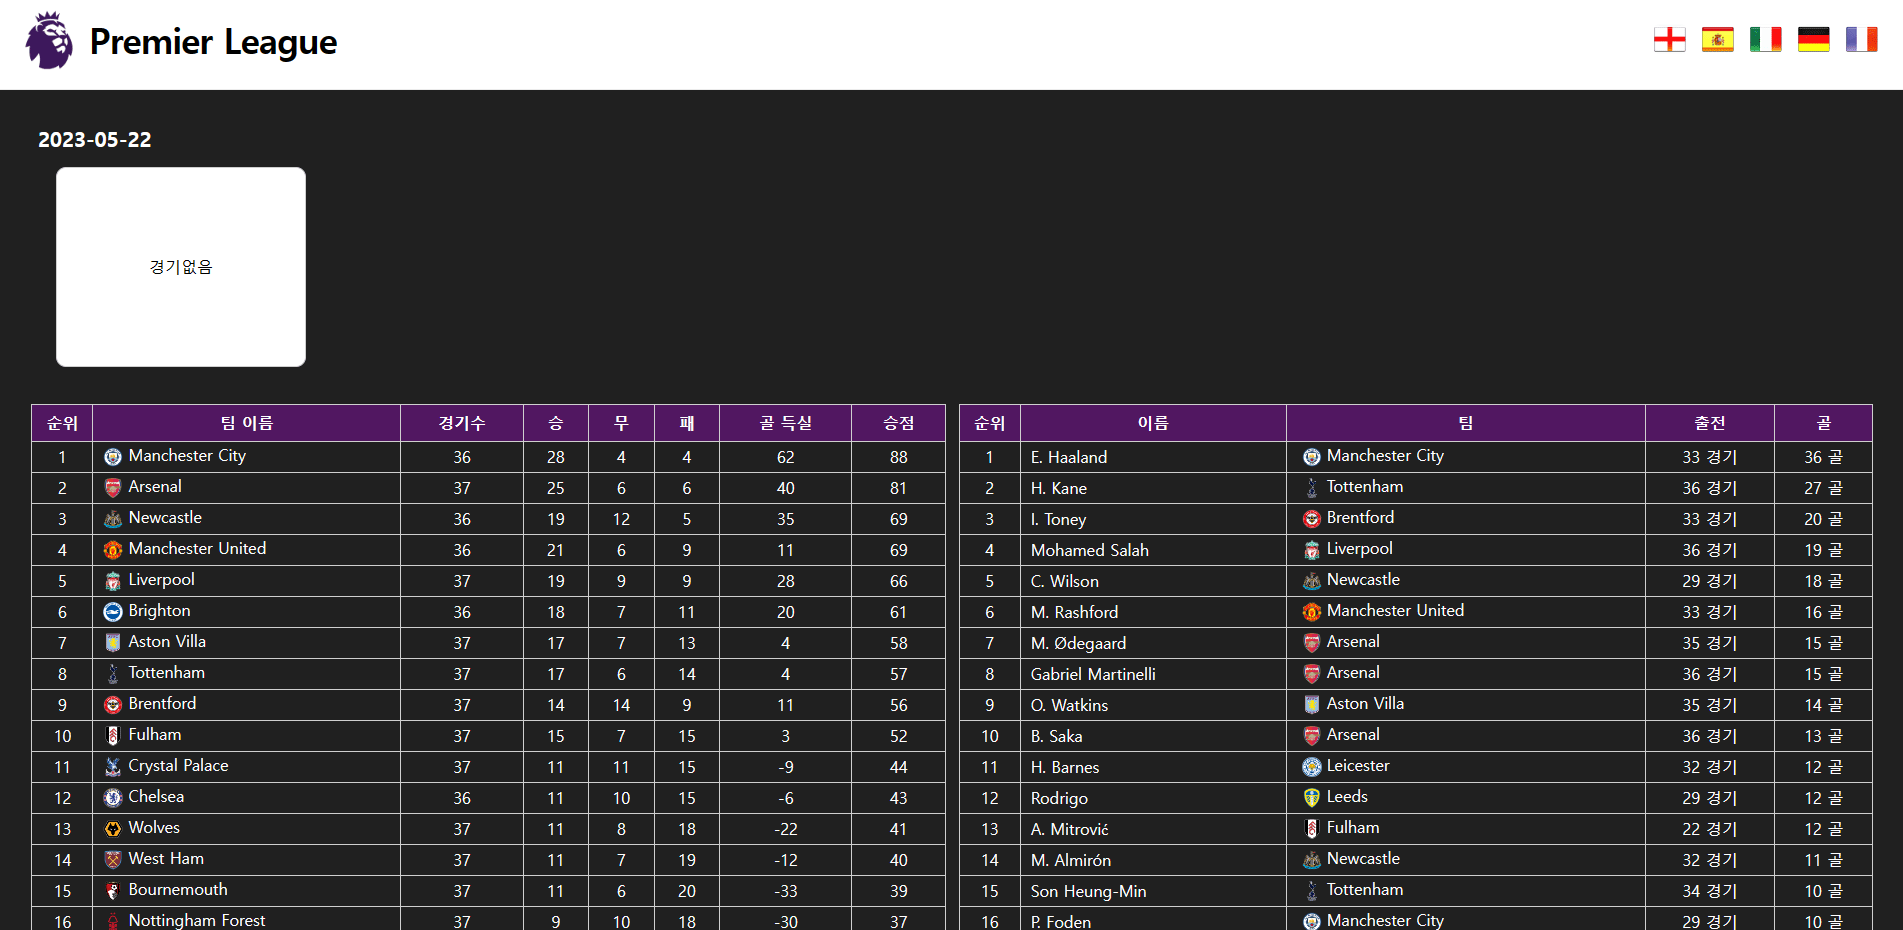 Premier League
2023-05-22
경기없음
순위 팀 이름 경기수 승 무 패 골 득실 승점
1 Manchester City 36 28 4 4 62 88
2 Arsenal 37 25 6 6 40 81
3 Newcastle 36 19 12 5 35 69
4 Manchester United 36 21 6 9 11 69
5 Liverpool 37 19 9 9 28 66
6 Brighton 36 18 7 11 20 61
7 Aston Villa 37 17 7 13 4 58
8 Tottenham 37 17 6 14 4 57
9 Brentford 37 14 14 9 11 56
10 Fulham 37 15 7 15 3 52
11 Crystal Palace 37 11 11 15 -9 44
12 Chelsea 36 11 10 15 -6 43
13 Wolves 37 11 8 18 -22 41
14 West Ham 37 11 7 19 -12 40
15 Bournemouth 37 11 6 20 -33 39
16 Nottingham Forest 37 9 10 18 -30 37
순위 이름 팀 출전 골
1 E. Haaland Manchester City 33 경기 36 골
2 H. Kane Tottenham 36 경기 27 골
3 I. Toney Brentford 33 경기 20 골
4 Mohamed Salah Liverpool 36 경기 19 골
5 C. Wilson Newcastle 29 경기 18 골
6 M. Rashford Manchester United 33 경기 16 골
7 M. Ødegaard Arsenal 35 경기 15 골
8 Gabriel Martinelli Arsenal 36 경기 15 골
9 O. Watkins Aston Villa 35 경기 14 골
10 B. Saka Arsenal 36 경기 13 골
11 H. Barnes Leicester 32 경기 12 골
12 Rodrigo Leeds 29 경기 12 골
13 A. Mitrović Fulham 22 경기 12 골
14 M. Almirón Newcastle 32 경기 11 골
15 Son Heung-Min Tottenham 34 경기 10 골
16 P. Foden Manchester City 29 경기 10 골